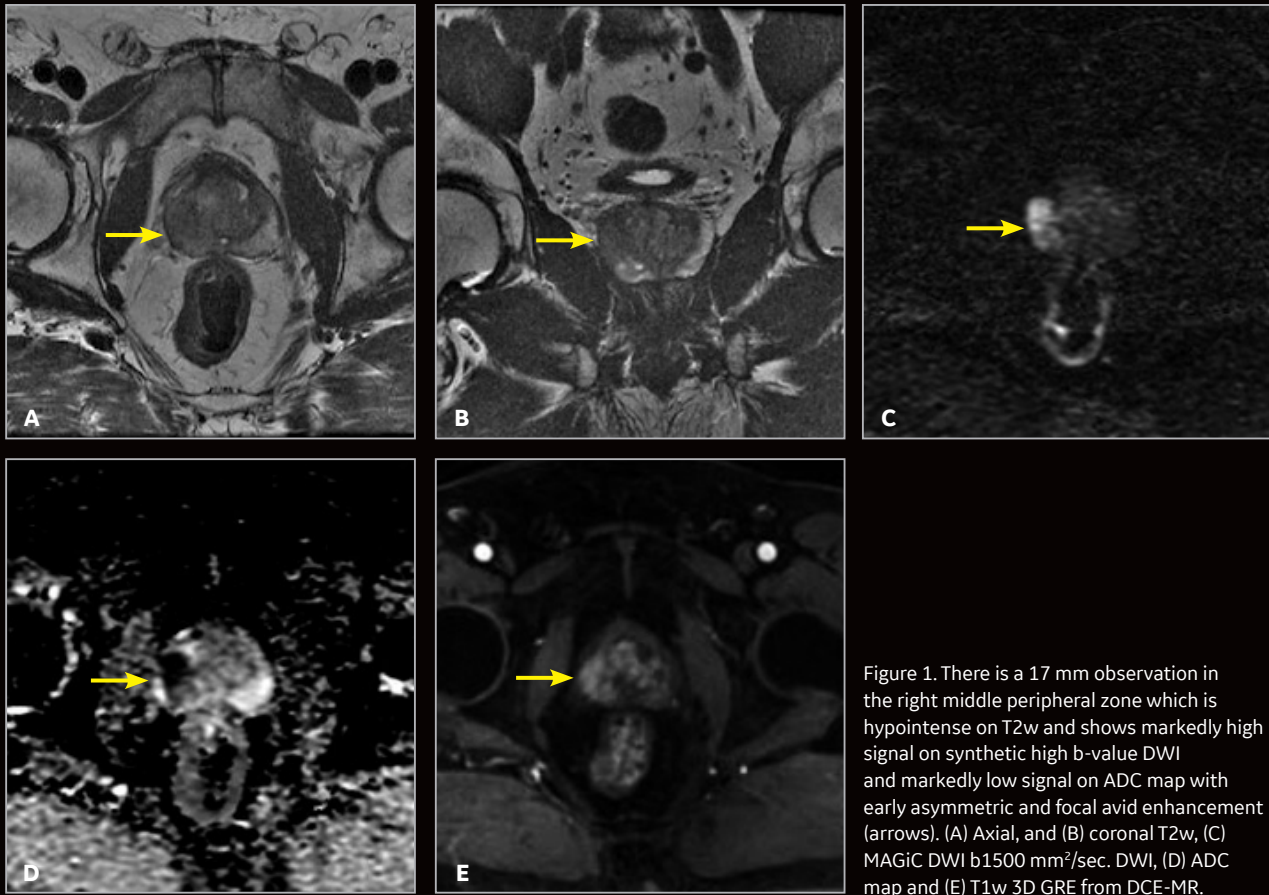 A
B
C
D
E
Figure 1. There is a 17 mm observation in
the right middle peripheral zone which is
hypointense on T2w and shows markedly high
signal on synthetic high b-value DWI
and markedly low signal on ADC map with
early asymmetric and focal avid enhancement
(arrows). (A) Axial, and (B) coronal T2w, (C)
MAGiC DWI b1500 mm²/sec. DWI, (D) ADC
map and (E) T1w 3D GRE from DCE-MR.